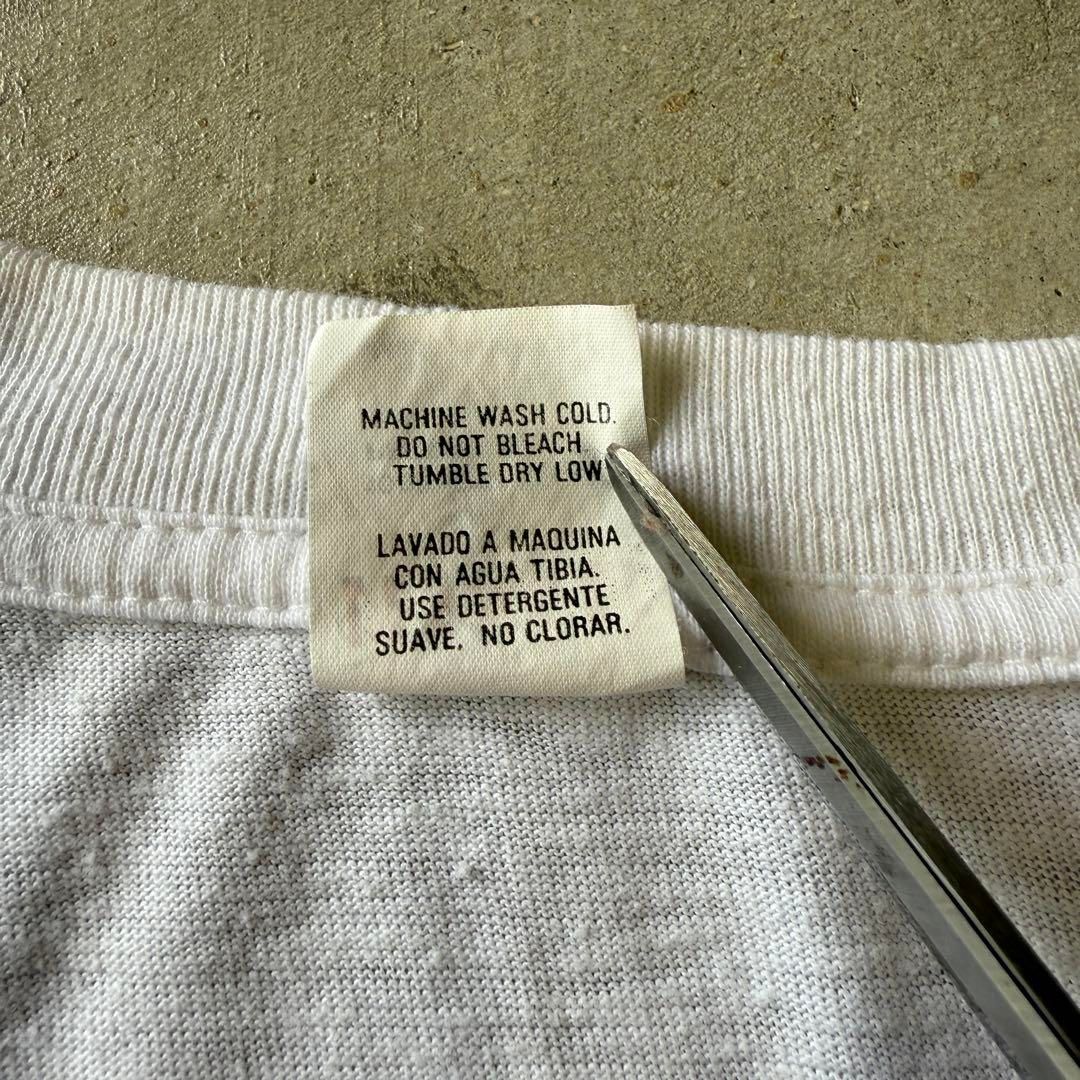 MACHINE WASH COLD.
DO NOT BLEACH
TUMBLE DRY LOW
LAVADO A MAQUINA
CON AGUA TIBIA.
USE DETERGENTE
SUAVE, NO CLORAR.